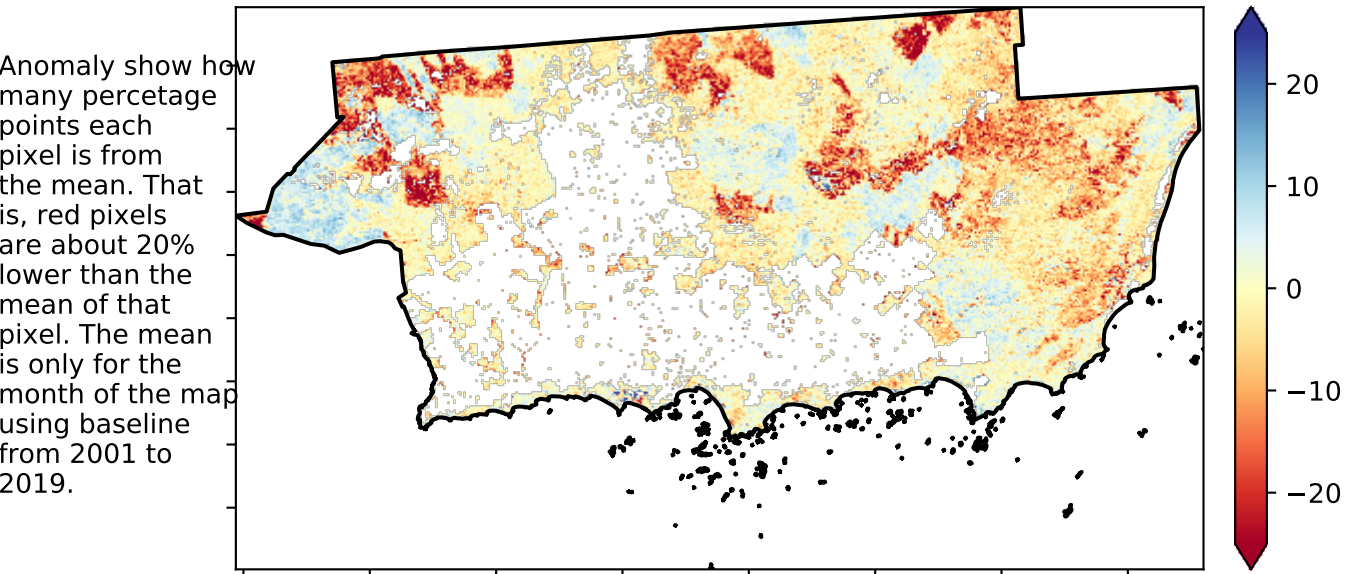 Anomaly show how
many percetage
points each
pixel is from
the mean. That
is, red pixels
are about 20%
lower than the
mean of that
pixel. The mean
is only for the
month of the map
using baseline
from 2001 to
2019.
20
10
0
−10
−20